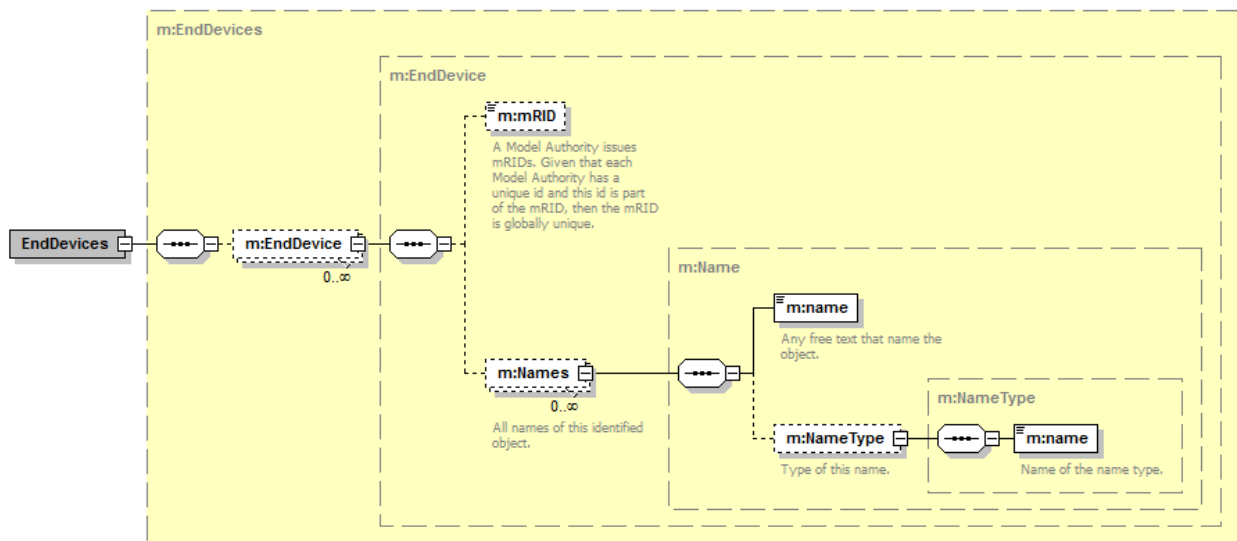 m:EndDevices
m:EndDevice
m:mRID
A Model Authority issues
mRIDs. Given that each
Model Authority has a
unique id and this id is part
of the mRID, then the mRID
is globally unique.
EndDevices
m:EndDevice
0..∞
m:Name
m:name
Any free text that name the
object.
m:Names
0..∞
All names of this identified
object.
m:NameType
m:NameType
Type of this name.
m:name
Name of the name type.